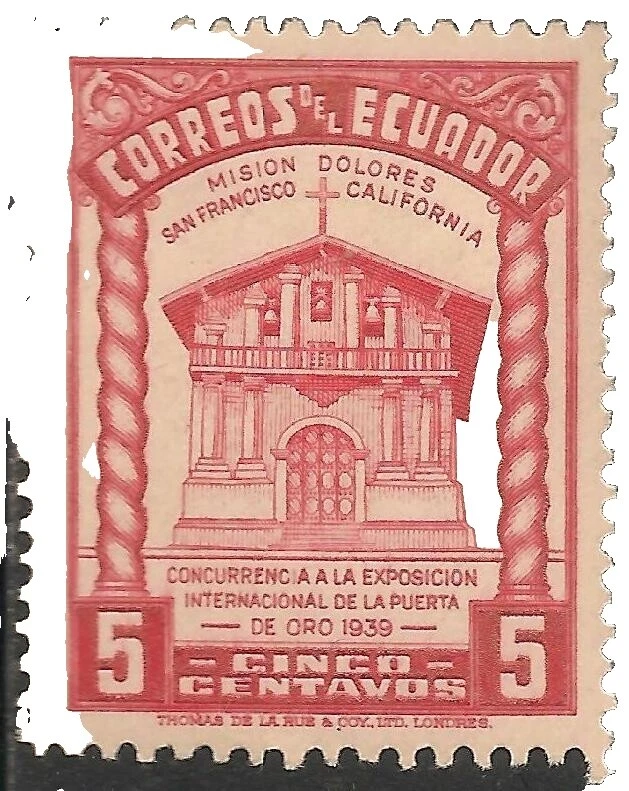 CORREOS DEL ECUADOR
MISION DOLORES
SAN FRANCISCO CALIFORNIA
CONCURRENCIA A LA EXPOSICION
INTERNACIONAL DE LA PUERTA
— DE ORO 1939 —
5 - CINCO - 5
CENTAVOS
THOMAS DE LA RUE & COY., LTD. LONDRES.